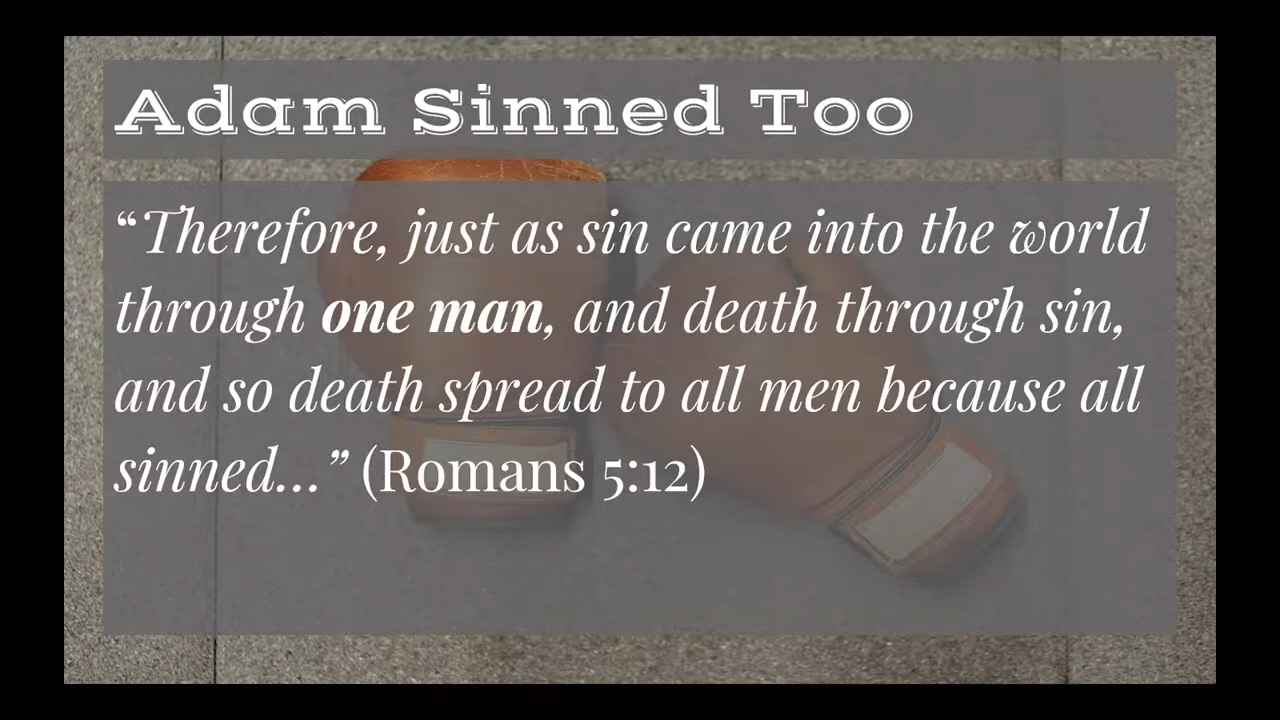 Adam Sinned Too
“Therefore, just as sin came into the world
through one man, and death through sin,
and so death spread to all men because all
sinned...” (Romans 5:12)